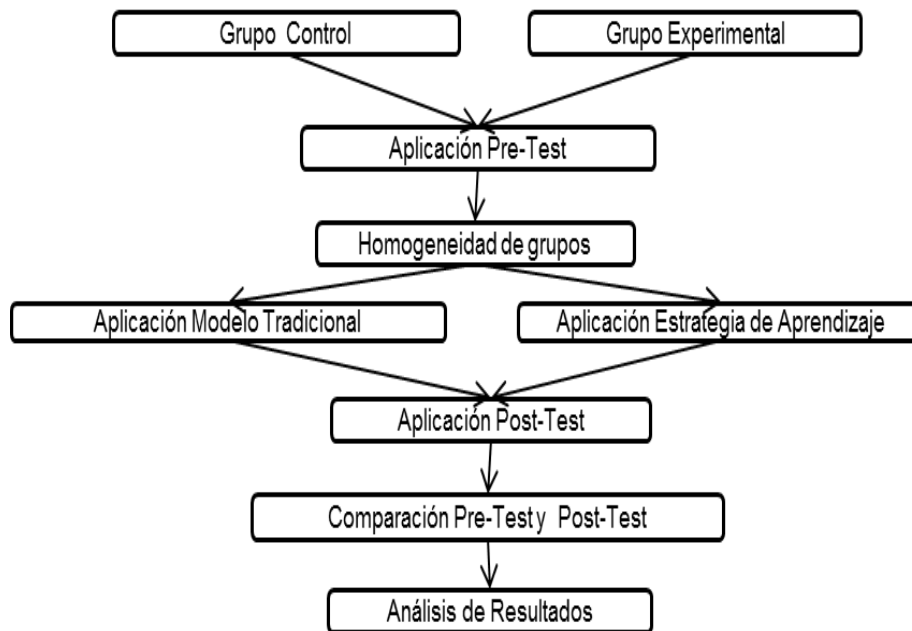 Grupo Control
Grupo Experimental
Aplicación Pre-Test
Homogeneidad de grupos
Aplicación Modelo Tradicional
Aplicación Estrategia de Aprendizaje
Aplicación Post-Test
Comparación Pre-Test y Post-Test
Análisis de Resultados